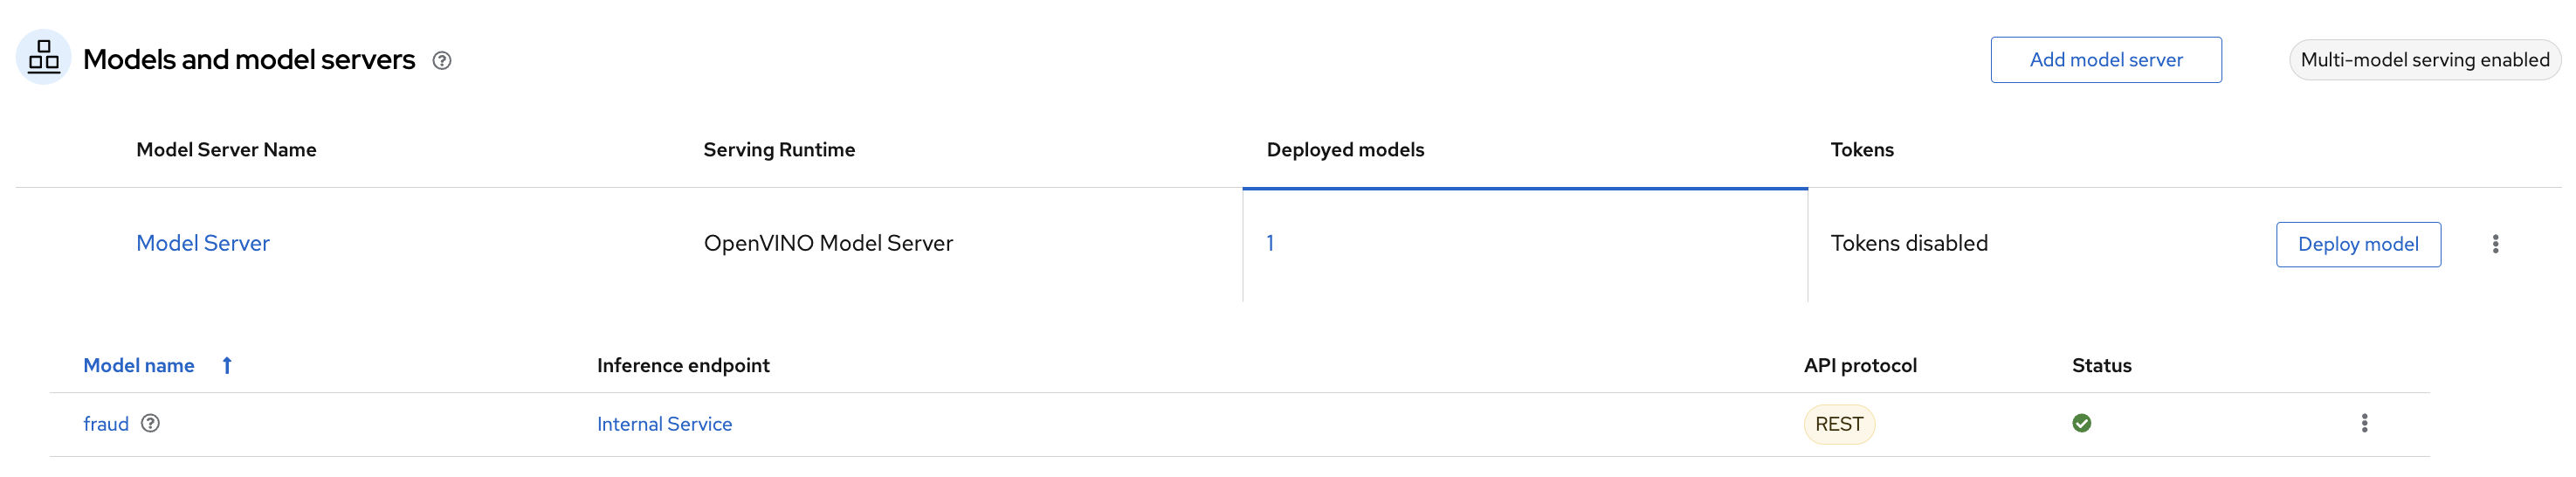 Models and model servers
Add model server
Multi-model serving enabled
Model Server Name Serving Runtime Deployed models Tokens
Model Server OpenVINO Model Server 1 Tokens disabled Deploy model
Model name Inference endpoint API protocol Status
fraud Internal Service REST